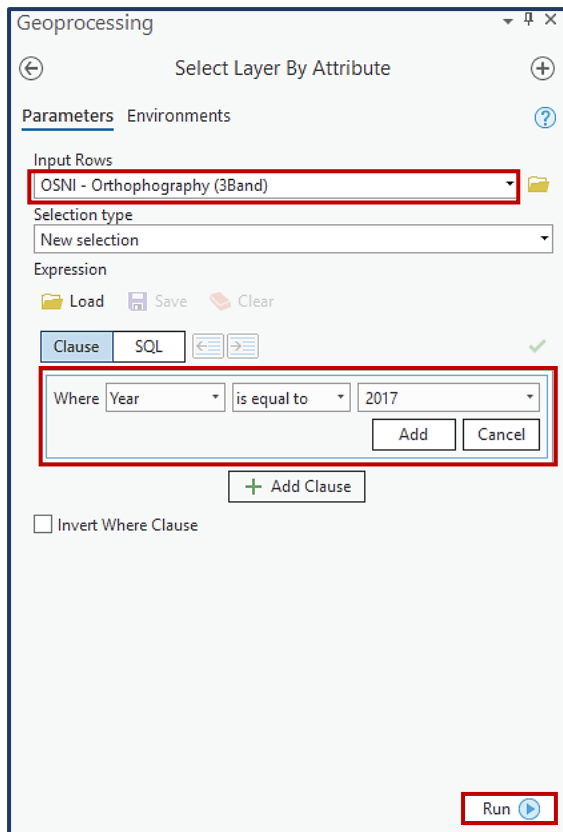 Geoprocessing
Select Layer By Attribute
Parameters Environments
Input Rows
OSNI - Orthophography (3Band)
Selection type
New selection
Expression
Load Save Clear
Clause SQL
Where Year is equal to 2017
Add Cancel
Add Clause
Invert Where Clause
Run